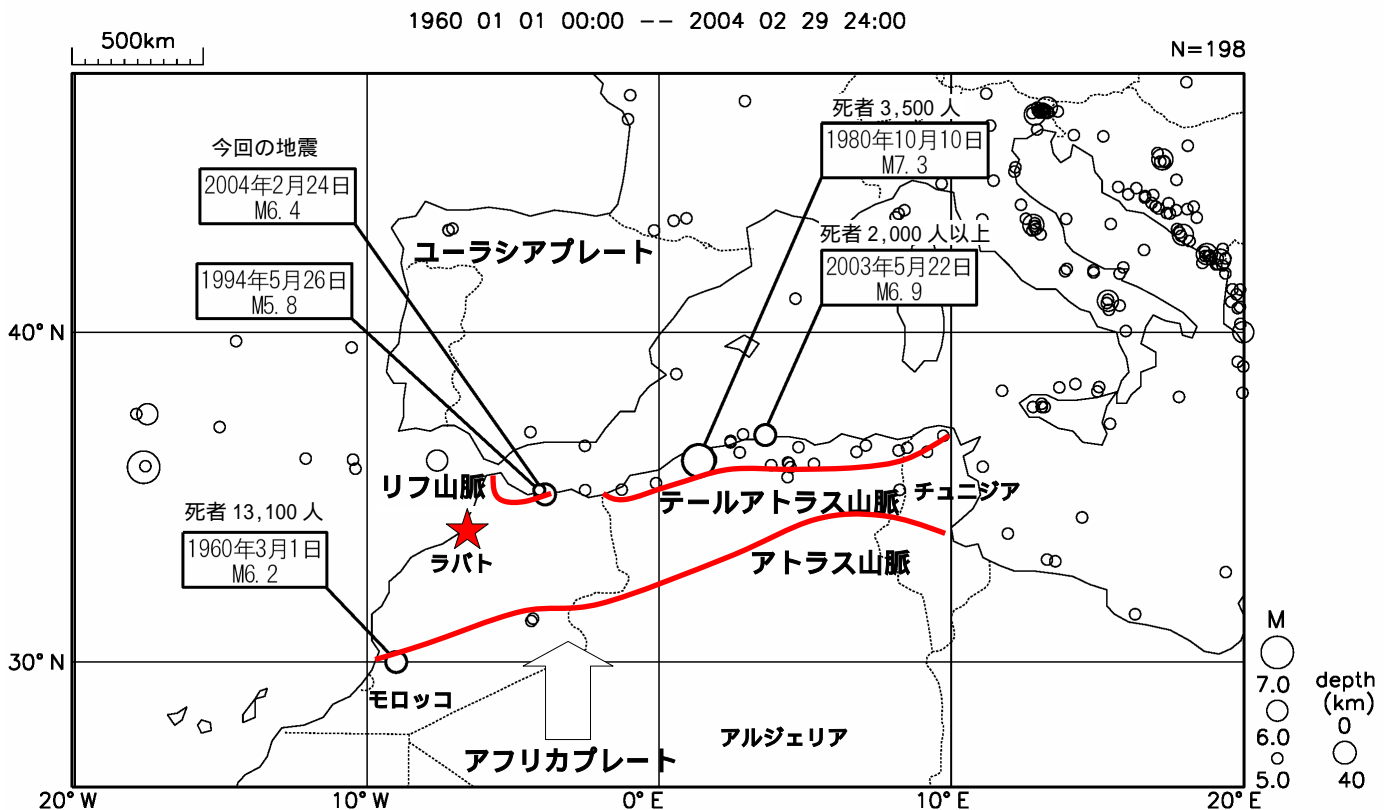 1960 01 01 00:00 -- 2004 02 29 24:00
500km
N=198
死者 3,500 人
1980年10月10日
M7.3
今回の地震
2004年2月24日
M6.4
死者 2,000 人以上
2003年5月22日
M6.9
ユーラシアプレート
1994年5月26日
M5.8
40°N
リフ山脈
テールアトラス山脈
チュニジア
死者 13,100 人
1960年3月1日
M6.2
ラバト
アトラス山脈
30°N
モロッコ
アルジェリア
アフリカプレート
M
7.0
6.0
5.0
depth
(km)
0
40
20°W
10°W
0°E
10°E
20°E